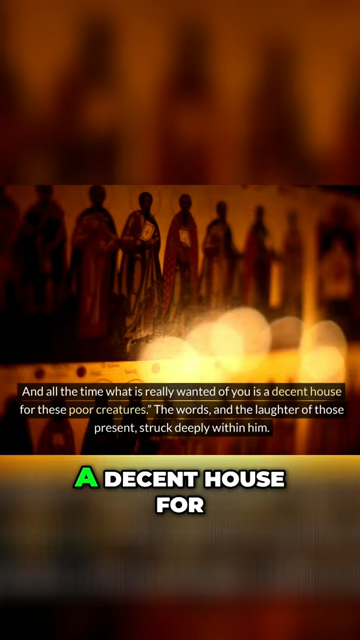 And all the time what is really wanted of you is a decent house
for these poor creatures.” The words, and the laughter of those
present, struck deeply within him.
A DECENT HOUSE
FOR